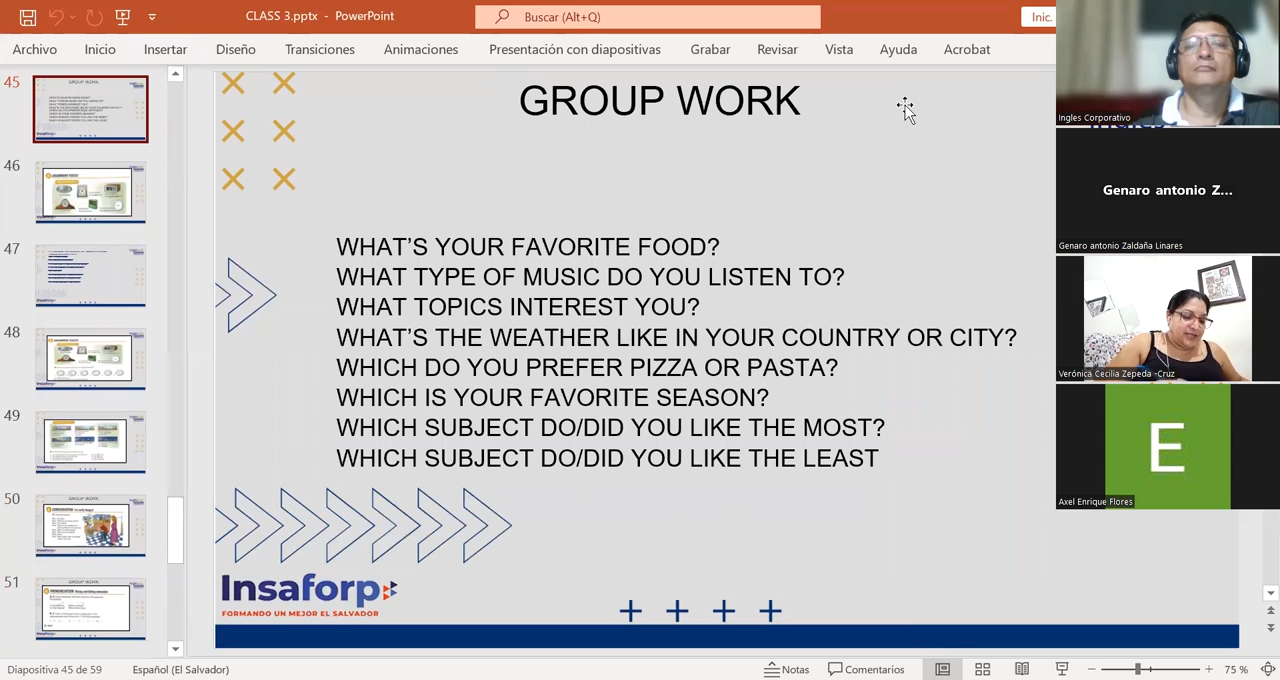 CLASS 3.pptx - PowerPoint
Buscar (Alt+Q)
Inic.
Archivo Inicio Insertar Diseño Transiciones Animaciones Presentación con diapositivas Grabar Revisar Vista Ayuda Acrobat
45
46
47
48
49
50
51
GROUP WORK
WHAT’S YOUR FAVORITE FOOD?
WHAT TYPE OF MUSIC DO YOU LISTEN TO?
WHAT TOPICS INTEREST YOU?
WHAT’S THE WEATHER LIKE IN YOUR COUNTRY OR CITY?
WHICH DO YOU PREFER PIZZA OR PASTA?
WHICH IS YOUR FAVORITE SEASON?
WHICH SUBJECT DO/DID YOU LIKE THE MOST?
WHICH SUBJECT DO/DID YOU LIKE THE LEAST
Insaforp
FORMANDO UN MEJOR EL SALVADOR
Ingles Corporativo
Genaro antonio Z...
Genaro antonio Zaldaña Linares
Verónica Cecilia Zepeda -Cruz
E
Axel Enrique Flores
Diapositiva 45 de 59 Español (El Salvador) Notas Comentarios 75 %